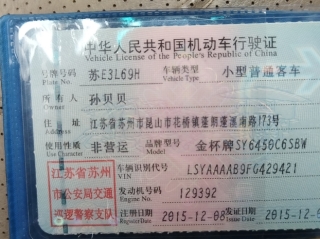 中华人民共和国机动车行驶证
Vehicle License of the People's Republic of China
号牌号码 苏E3L69H 车辆类型 小型普通客车
Plate No. Vehicle Type
所有人 孙贝贝
Owner
住址 江苏省苏州市昆山市花桥镇蓬朗蓬溪南路173号
Address
使用性质 非营运 品牌型号 金杯牌SY6450C6SBW
Use Character Model
江苏省苏州
市公安局交通
巡逻警察支队
车辆识别代号 LSYAAAAB9FG429421
VIN
发动机号码 129392
Engine No.
注册日期 2015-12-08 发证日期 2015-12-0
Register Date Issue Date